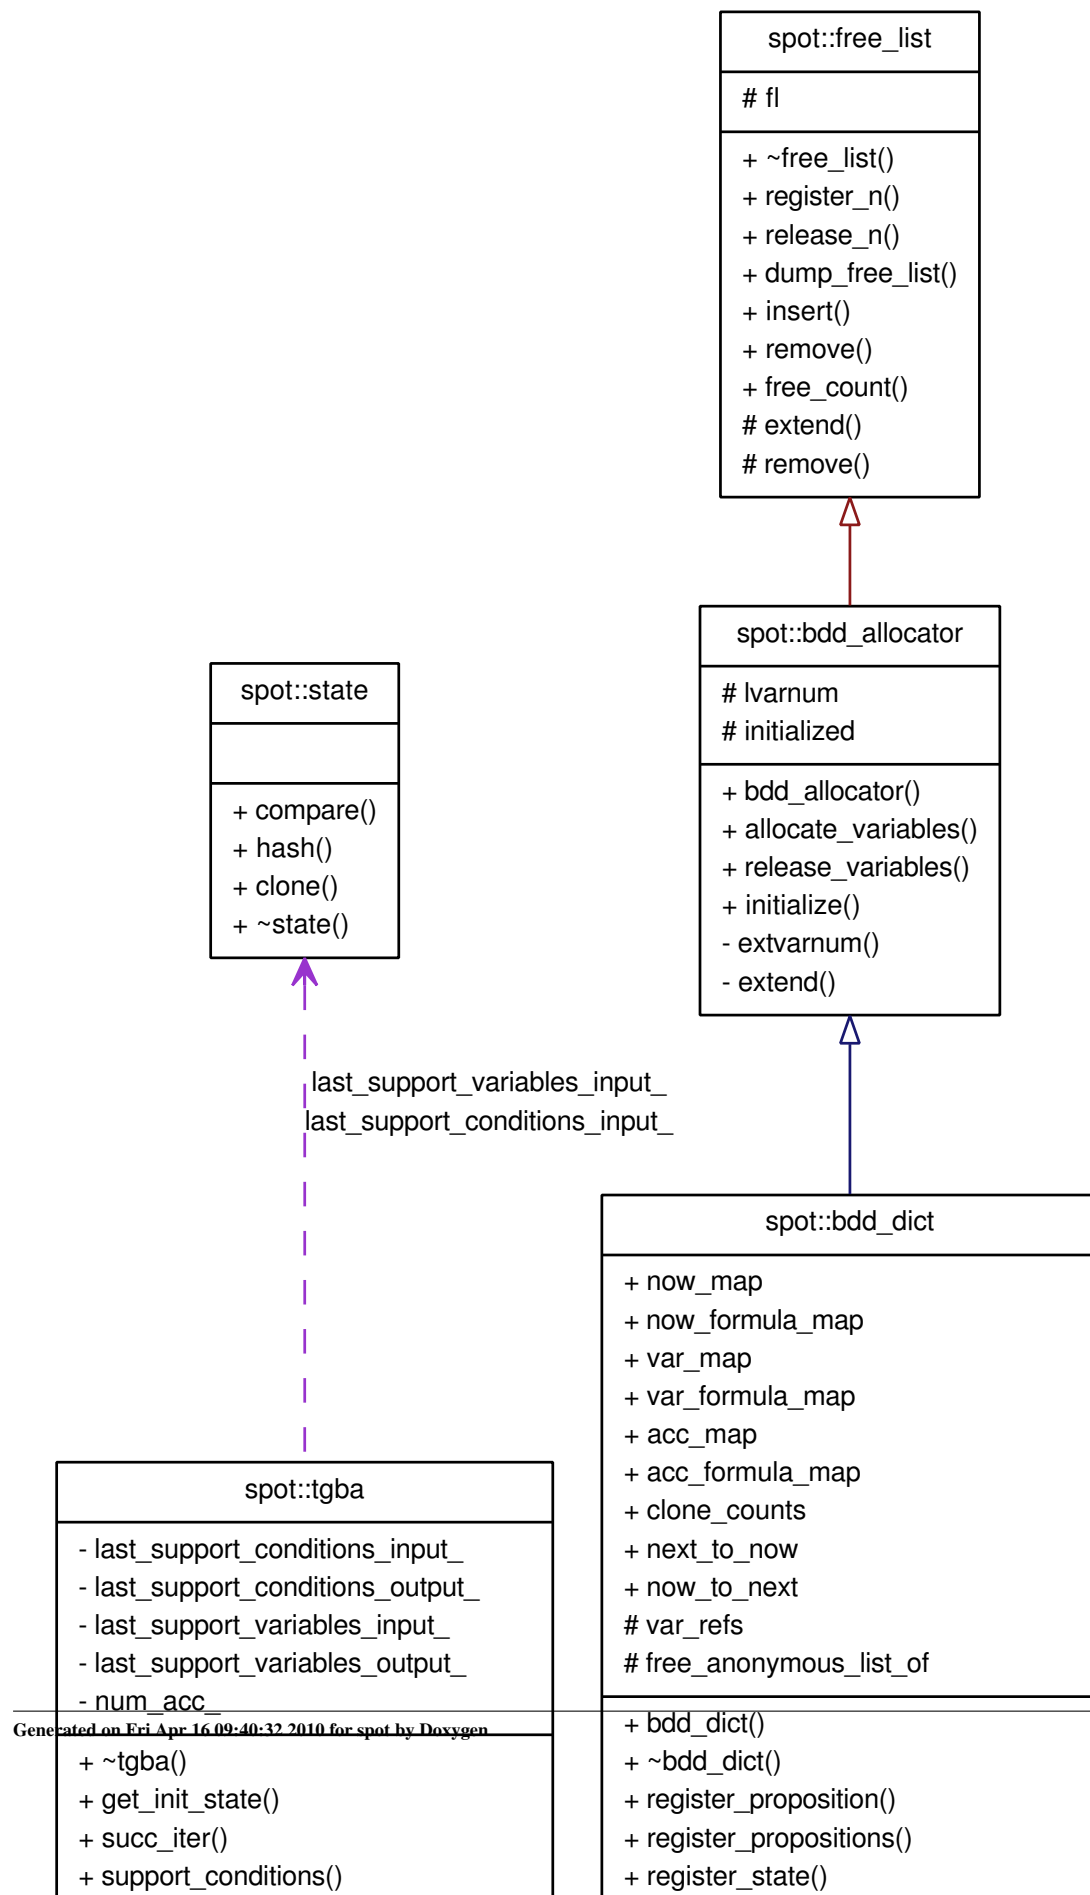 spot::free_list
# fl
+ ~free_list()
+ register_n()
+ release_n()
+ dump_free_list()
+ insert()
+ remove()
+ free_count()
# extend()
# remove()
spot::bdd_allocator
# lvarnum
# initialized
+ bdd_allocator()
+ allocate_variables()
+ release_variables()
+ initialize()
- extvarnum()
- extend()
spot::state
+ compare()
+ hash()
+ clone()
+ ~state()
last_support_variables_input_
last_support_conditions_input_
spot::bdd_dict
+ now_map
+ now_formula_map
+ var_map
+ var_formula_map
+ acc_map
+ acc_formula_map
+ clone_counts
+ next_to_now
+ now_to_next
# var_refs
# free_anonymous_list_of
+ bdd_dict()
+ ~bdd_dict()
+ register_proposition()
+ register_propositions()
+ register_state()
spot::tgba
- last_support_conditions_input_
- last_support_conditions_output_
- last_support_variables_input_
- last_support_variables_output_
- num_acc_
+ ~tgba()
+ get_init_state()
+ succ_iter()
+ support_conditions()
Generated on Fri Apr 16 09:40:32 2010 for spot by Doxygen